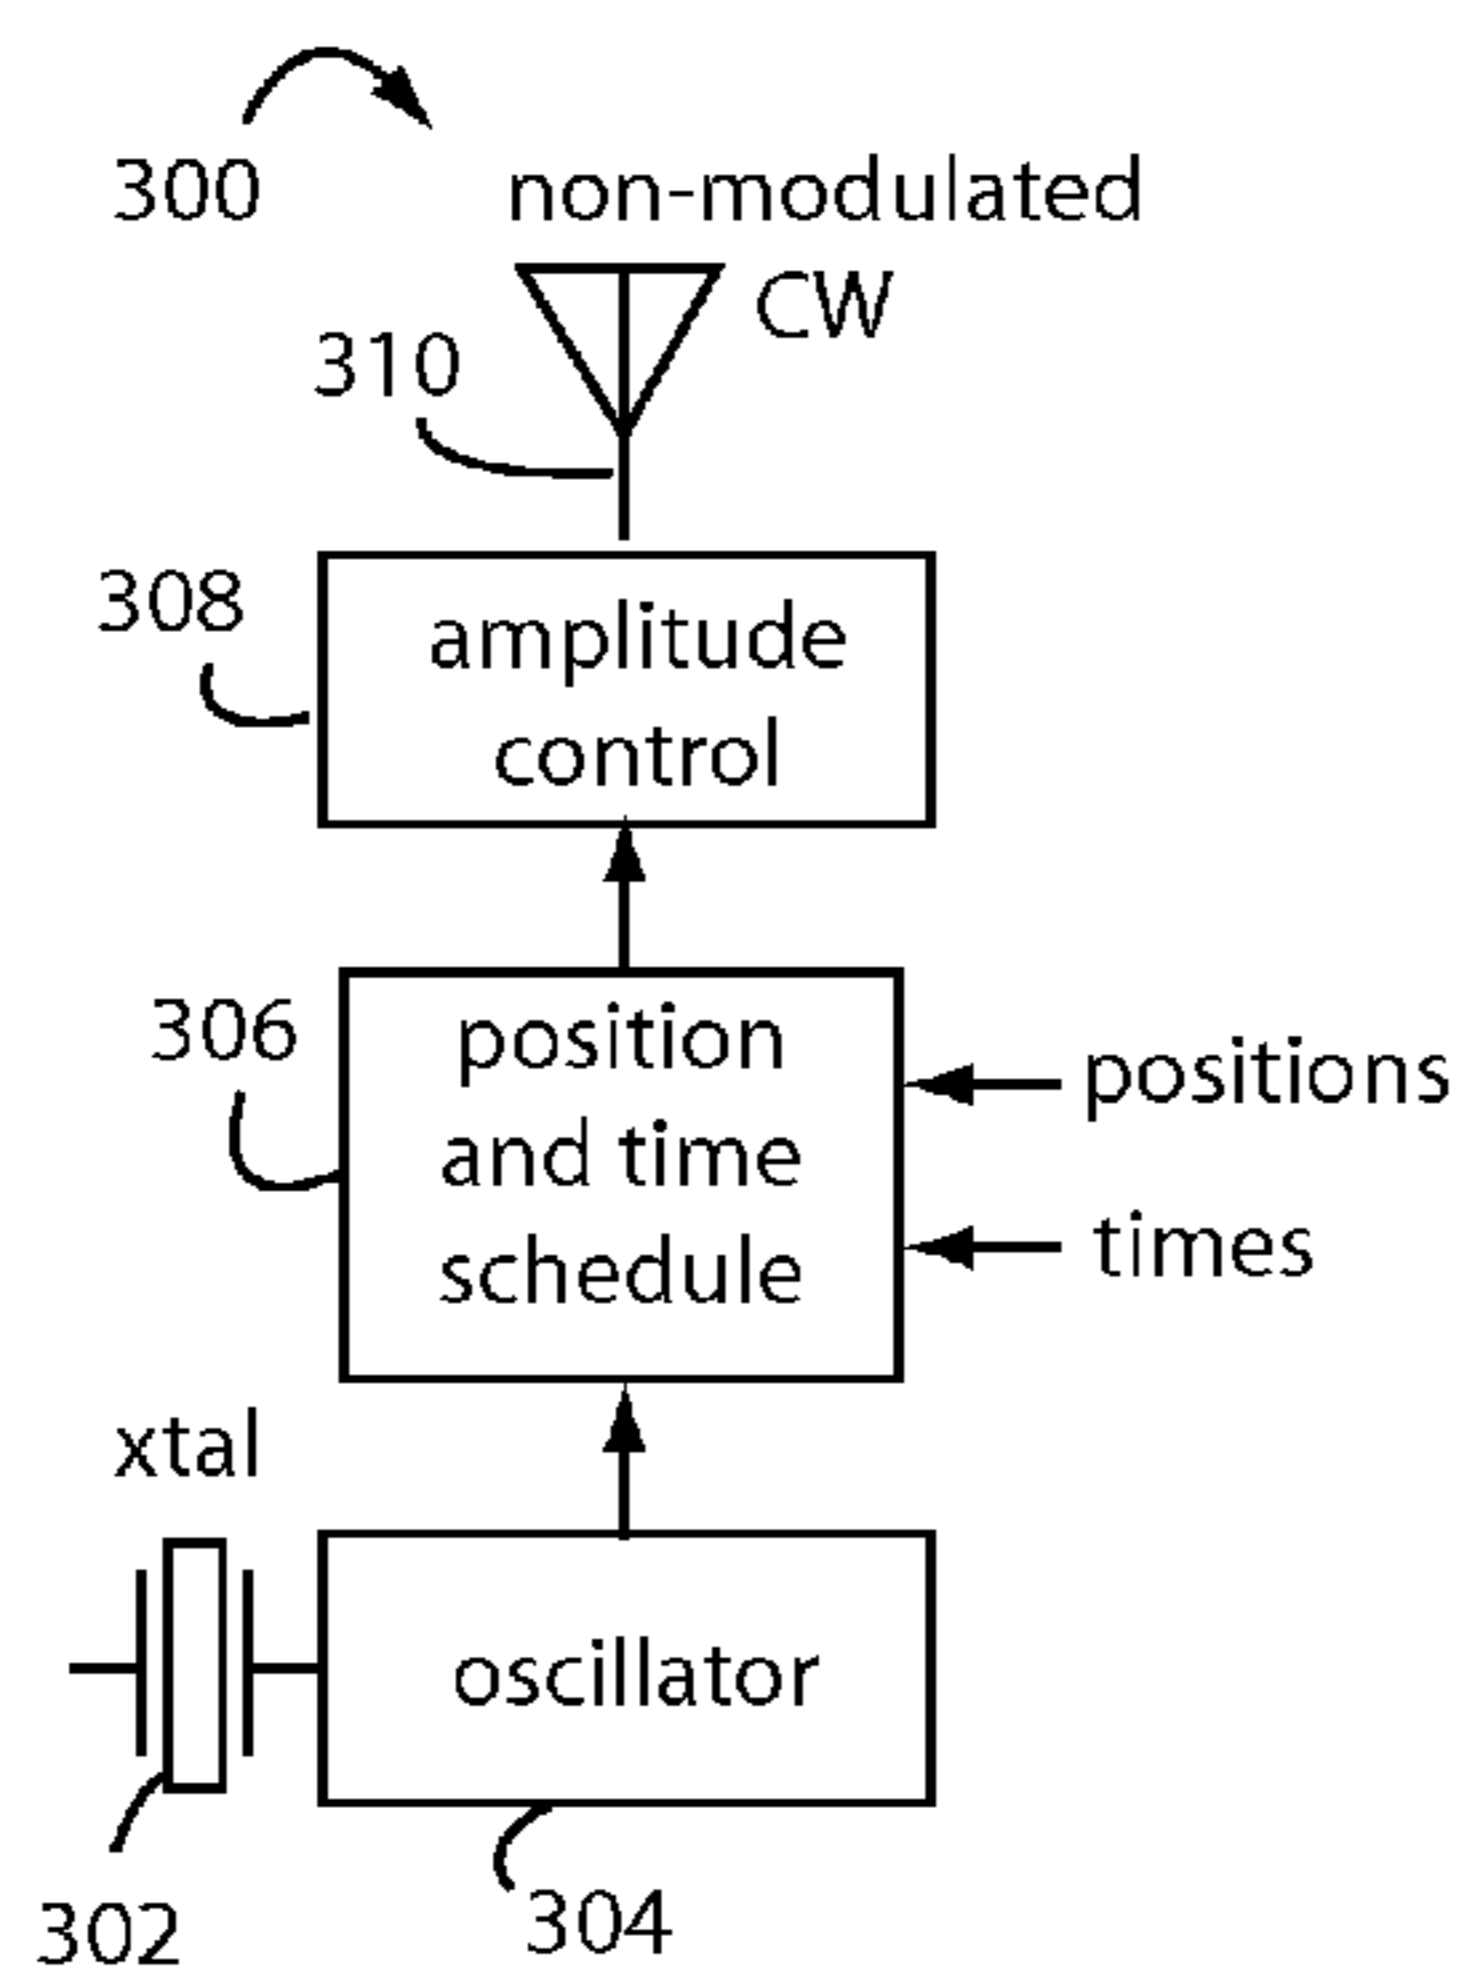 300
non-modulated
CW
310
308
amplitude
control
306
position
and time
schedule
positions
times
xtal
oscillator
302
304